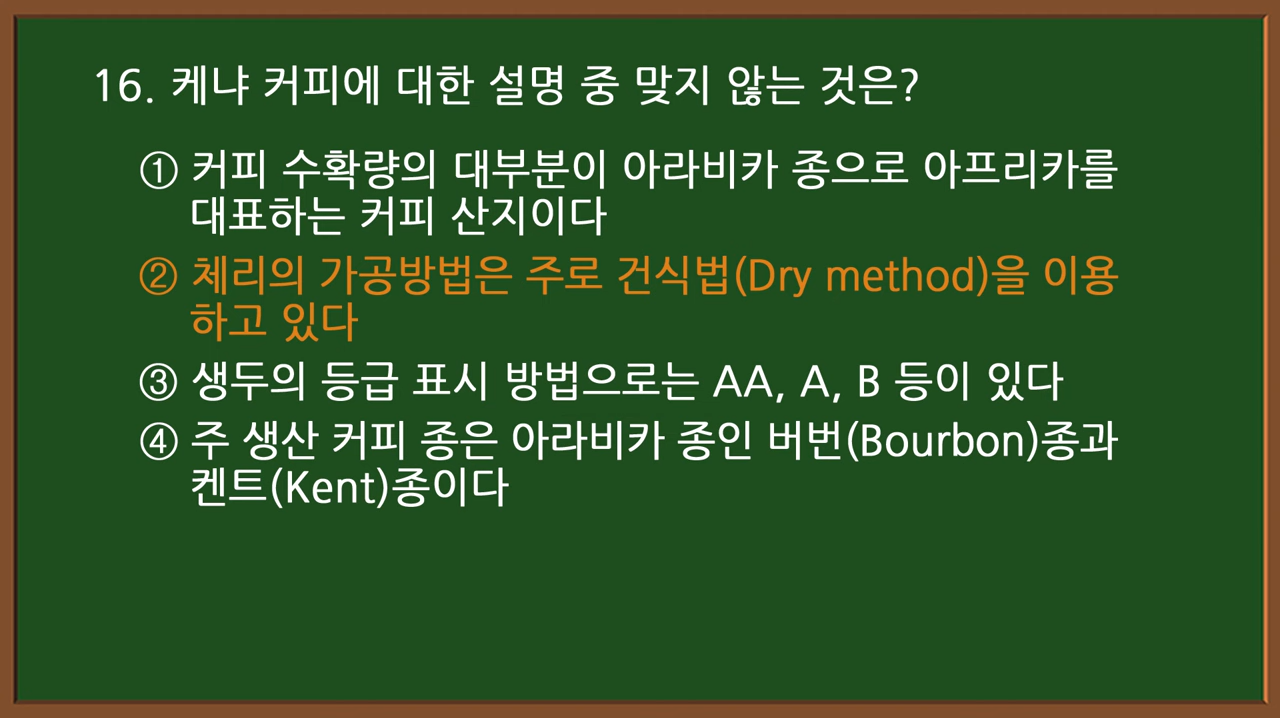 16. 케냐 커피에 대한 설명 중 맞지 않는 것은?
① 커피 수확량의 대부분이 아라비카 종으로 아프리카를
대표하는 커피 산지이다
② 체리의 가공방법은 주로 건식법(Dry method)을 이용
하고 있다
③ 생두의 등급 표시 방법으로는 AA, A, B 등이 있다
④ 주 생산 커피 종은 아라비카 종인 버번(Bourbon)종과
켄트(Kent)종이다